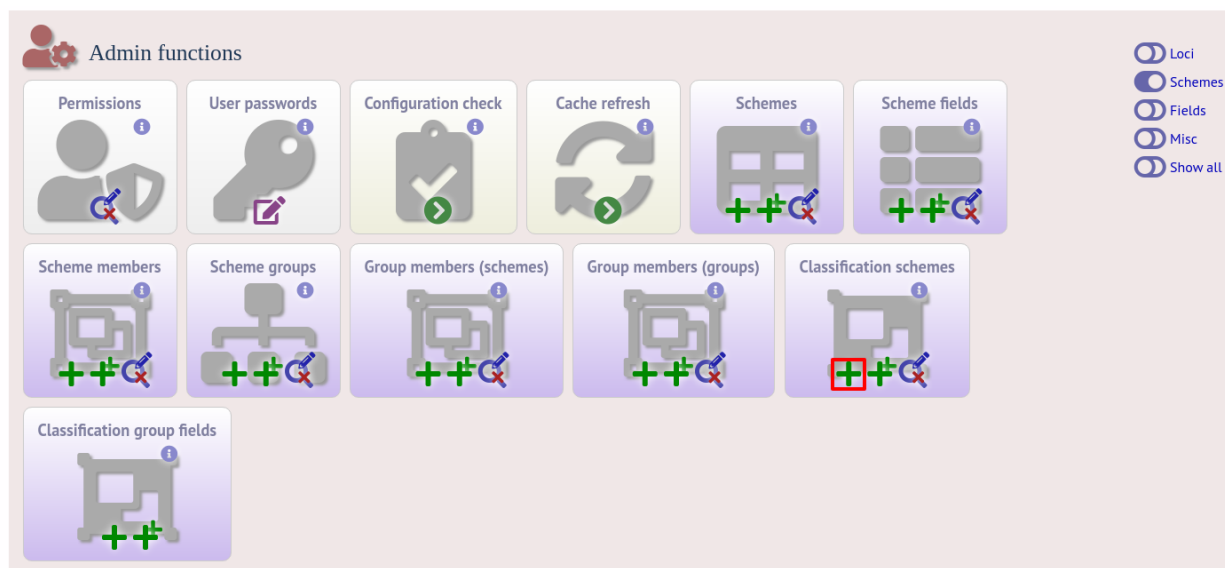 Admin functions
Loci
Schemes
Fields
Misc
Show all
Permissions
User passwords
Configuration check
Cache refresh
Schemes
Scheme fields
Scheme members
Scheme groups
Group members (schemes)
Group members (groups)
Classification schemes
Classification group fields